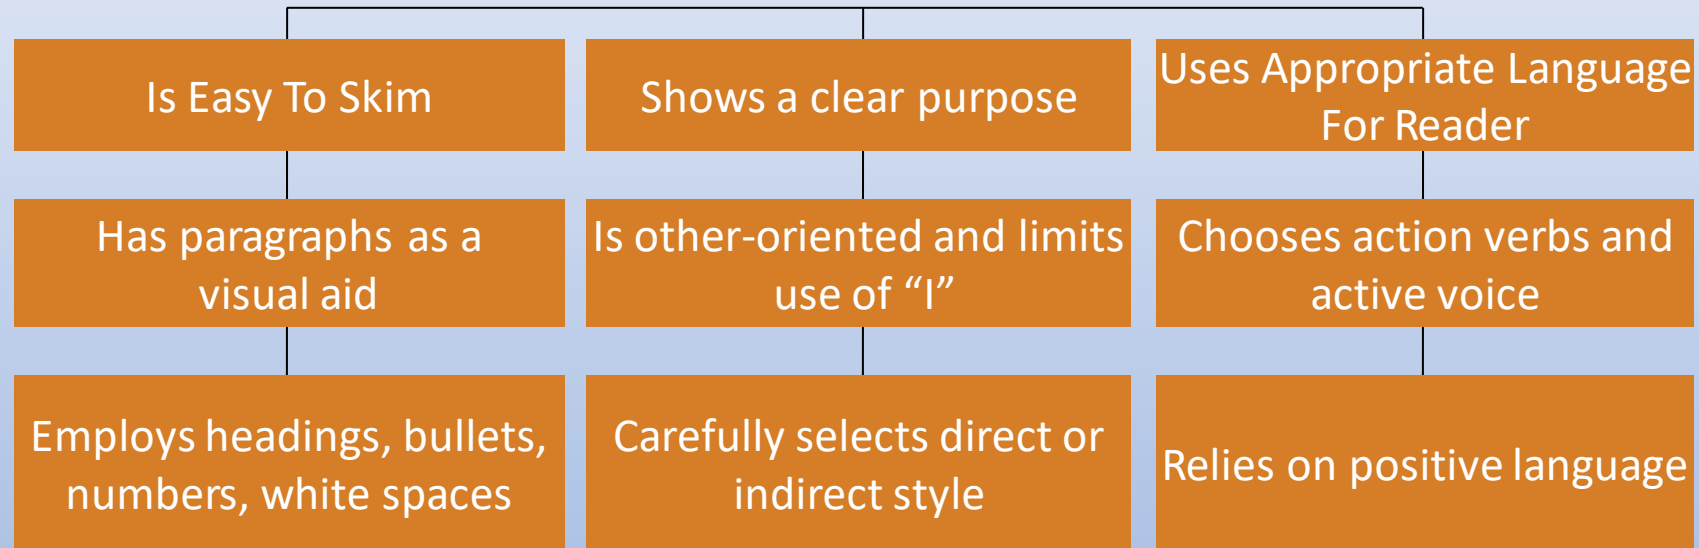 Is Easy To Skim
Shows a clear purpose
Uses Appropriate Language
For Reader
Has paragraphs as a
visual aid
Is other-oriented and limits
use of “I”
Chooses action verbs and
active voice
Employs headings, bullets,
numbers, white spaces
Carefully selects direct or
indirect style
Relies on positive language